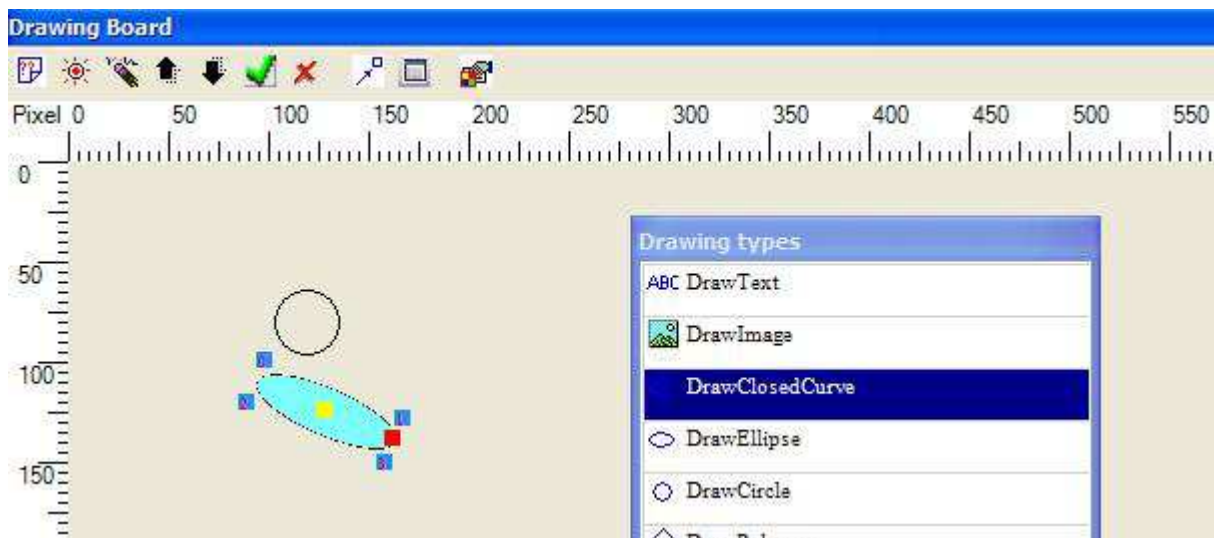 Drawing Board
Pixel 0 50 100 150 200 250 300 350 400 450 500 550
0
50
100
150
Drawing types
ABC DrawText
DrawImage
DrawClosedCurve
DrawEllipse
DrawCircle